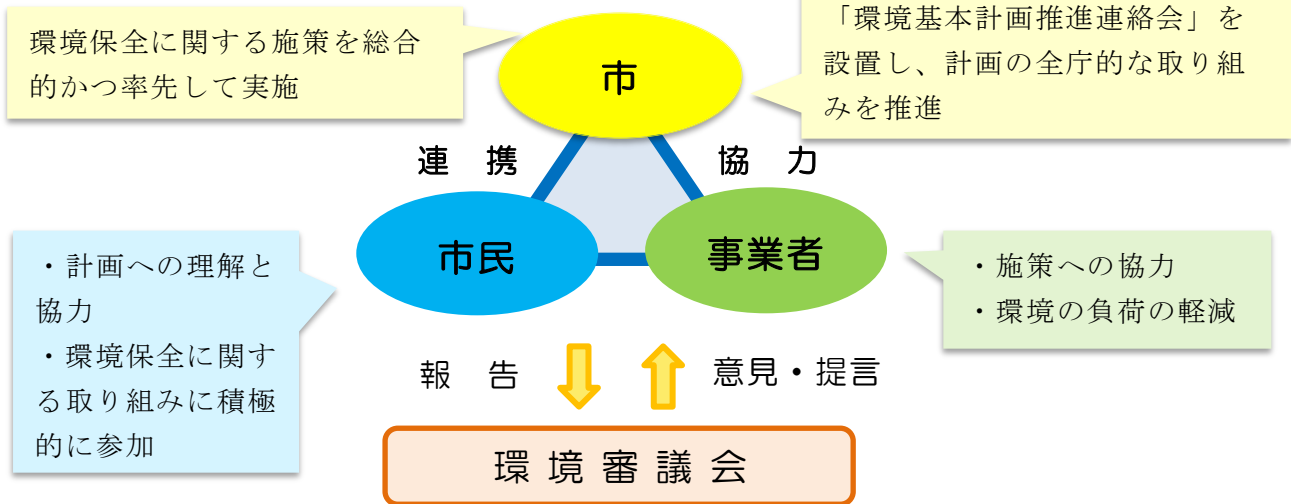 環境保全に関する施策を総合
的かつ率先して実施
市
「環境基本計画推進連絡会」を
設置し、計画の全庁的な取り組
みを推進
連　携
協　力
市民
事業者
・計画への理解と
協力
・環境保全に関す
る取り組みに積極
的に参加
・施策への協力
・環境の負荷の軽減
報　告
意見・提言
環 境 審 議 会